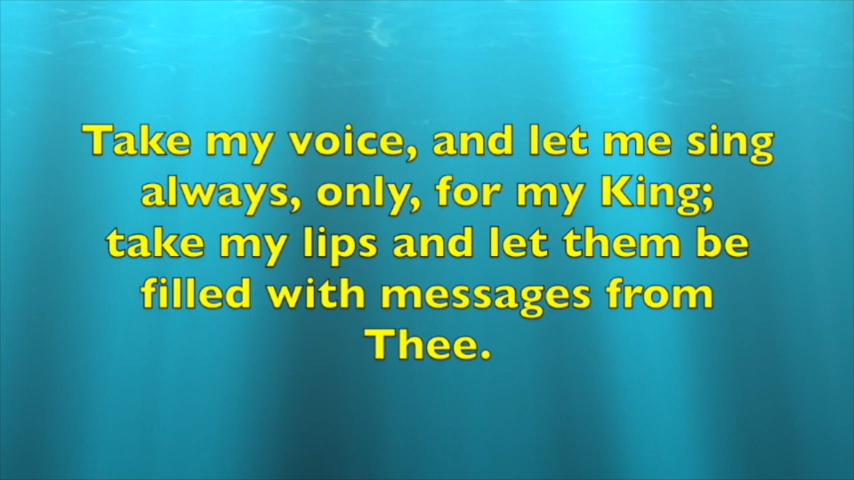 Take my voice, and let me sing
always, only, for my King;
take my lips and let them be
filled with messages from
Thee.